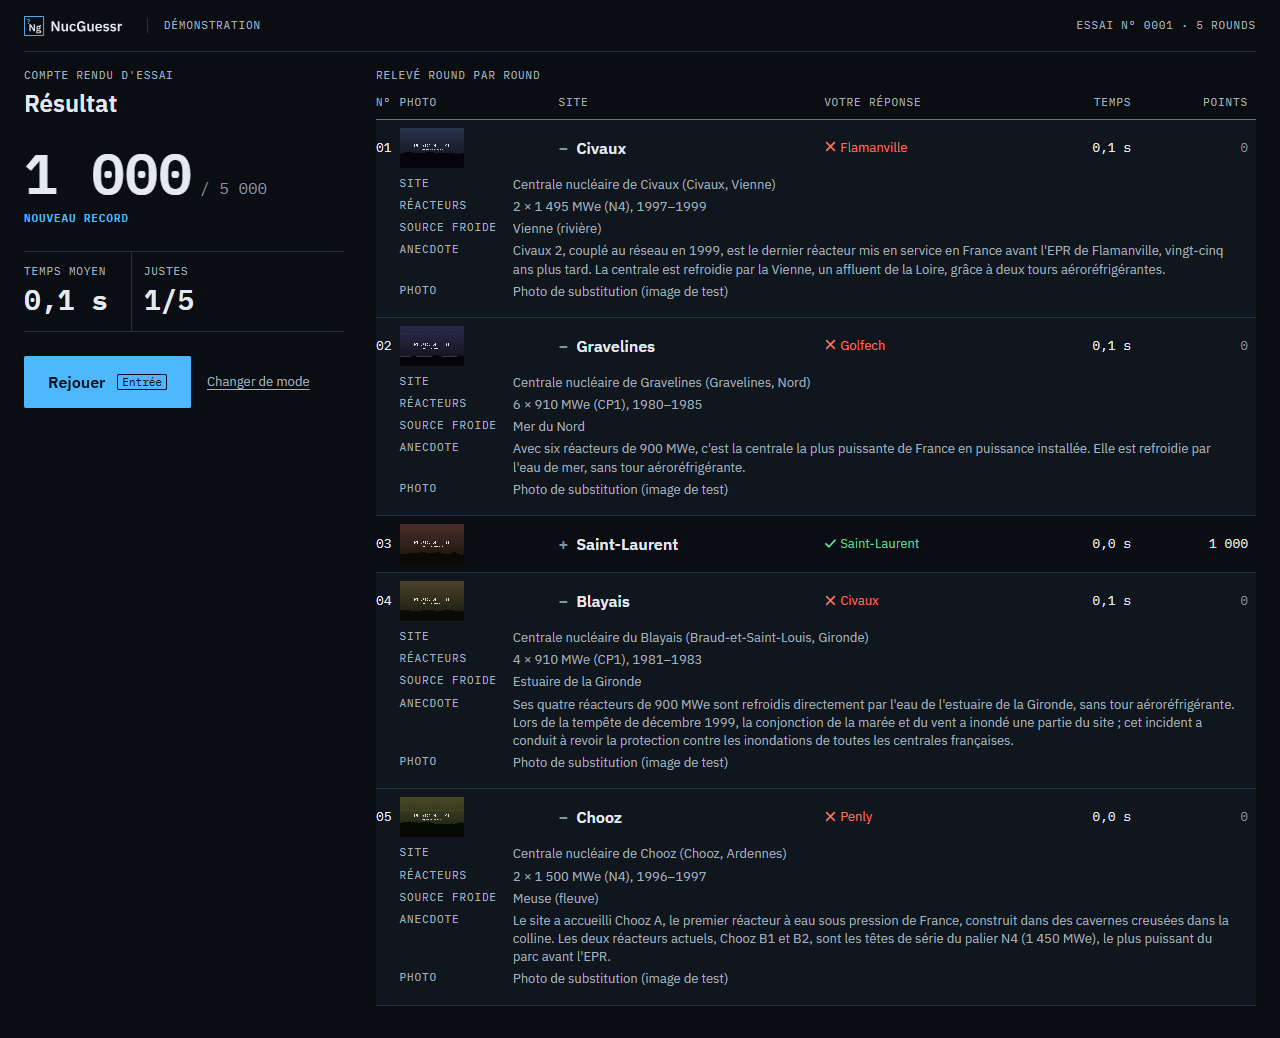 Ng NucGuessr
DÉMONSTRATION
ESSAI N° 0001 · 5 ROUNDS
COMPTE RENDU D'ESSAI
Résultat
1 000 / 5 000
NOUVEAU RECORD
TEMPS MOYEN
0,1 s
JUSTES
1/5
Rejouer Entrée
Changer de mode
RELEVÉ ROUND PAR ROUND
N° PHOTO SITE VOTRE RÉPONSE TEMPS POINTS
01 – Civaux ✕ Flamanville 0,1 s 0
SITE Centrale nucléaire de Civaux (Civaux, Vienne)
RÉACTEURS 2 × 1 495 MWe (N4), 1997–1999
SOURCE FROIDE Vienne (rivière)
ANECDOTE Civaux 2, couplé au réseau en 1999, est le dernier réacteur mis en service en France avant l'EPR de Flamanville, vingt-cinq
ans plus tard. La centrale est refroidie par la Vienne, un affluent de la Loire, grâce à deux tours aéroréfrigérantes.
PHOTO Photo de substitution (image de test)
02 – Gravelines ✕ Golfech 0,1 s 0
SITE Centrale nucléaire de Gravelines (Gravelines, Nord)
RÉACTEURS 6 × 910 MWe (CP1), 1980–1985
SOURCE FROIDE Mer du Nord
ANECDOTE Avec six réacteurs de 900 MWe, c'est la centrale la plus puissante de France en puissance installée. Elle est refroidie par
l'eau de mer, sans tour aéroréfrigérante.
PHOTO Photo de substitution (image de test)
03 + Saint-Laurent ✓ Saint-Laurent 0,0 s 1 000
04 – Blayais ✕ Civaux 0,1 s 0
SITE Centrale nucléaire du Blayais (Braud-et-Saint-Louis, Gironde)
RÉACTEURS 4 × 910 MWe (CP1), 1981–1983
SOURCE FROIDE Estuaire de la Gironde
ANECDOTE Ses quatre réacteurs de 900 MWe sont refroidis directement par l'eau de l'estuaire de la Gironde, sans tour aéroréfrigérante.
Lors de la tempête de décembre 1999, la conjonction de la marée et du vent a inondé une partie du site ; cet incident a
conduit à revoir la protection contre les inondations de toutes les centrales françaises.
PHOTO Photo de substitution (image de test)
05 – Chooz ✕ Penly 0,0 s 0
SITE Centrale nucléaire de Chooz (Chooz, Ardennes)
RÉACTEURS 2 × 1 500 MWe (N4), 1996–1997
SOURCE FROIDE Meuse (fleuve)
ANECDOTE Le site a accueilli Chooz A, le premier réacteur à eau sous pression de France, construit dans des cavernes creusées dans la
colline. Les deux réacteurs actuels, Chooz B1 et B2, sont les têtes de série du palier N4 (1 450 MWe), le plus puissant du
parc avant l'EPR.
PHOTO Photo de substitution (image de test)